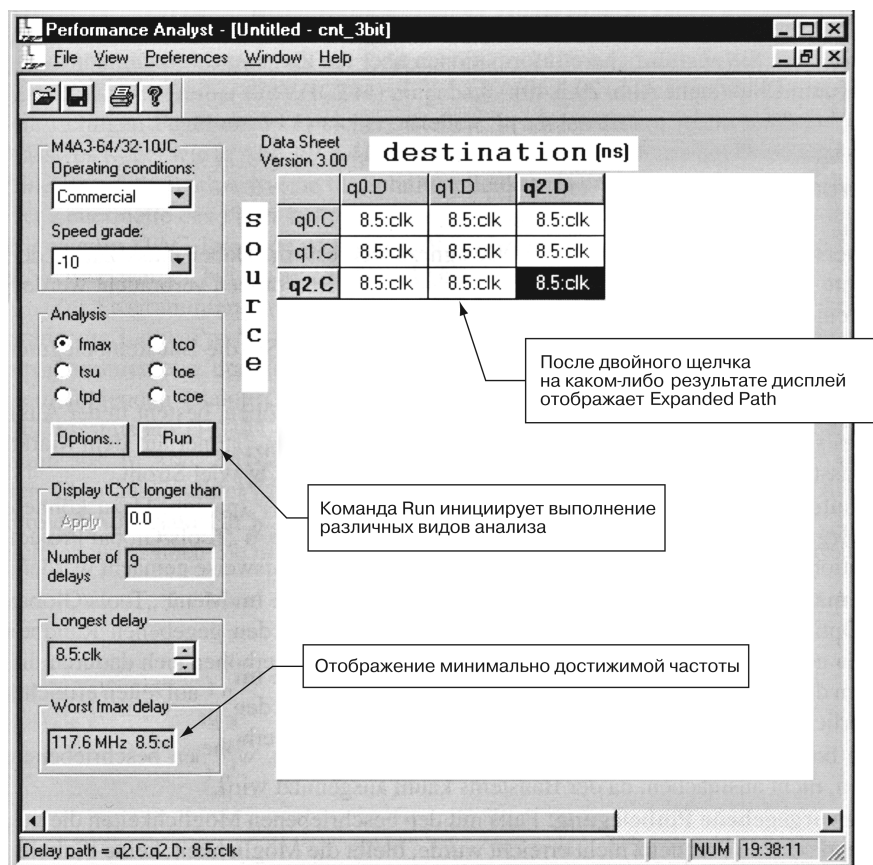 Performance Analyst - [Untitled - cnt_3bit]
File View Preferences Window Help
M4A3-64/32-10JC
Operating conditions:
Commercial
Speed grade:
-10
Analysis
fmax tco
tsu toe
tpd tcoe
Options... Run
Display tCYC longer than
Apply 0.0
Number of delays 9
Longest delay
8.5:clk
Worst fmax delay
117.6 MHz 8.5:cl
Data Sheet
Version 3.00
destination (ns)
source
q0.D q1.D q2.D
q0.C 8.5:clk 8.5:clk 8.5:clk
q1.C 8.5:clk 8.5:clk 8.5:clk
q2.C 8.5:clk 8.5:clk 8.5:clk
После двойного щелчка
на каком-либо результате дисплей
отображает Expanded Path
Команда Run инициирует выполнение
различных видов анализа
Отображение минимально достижимой частоты
Delay path = q2.C:q2.D: 8.5:clk NUM 19:38:11